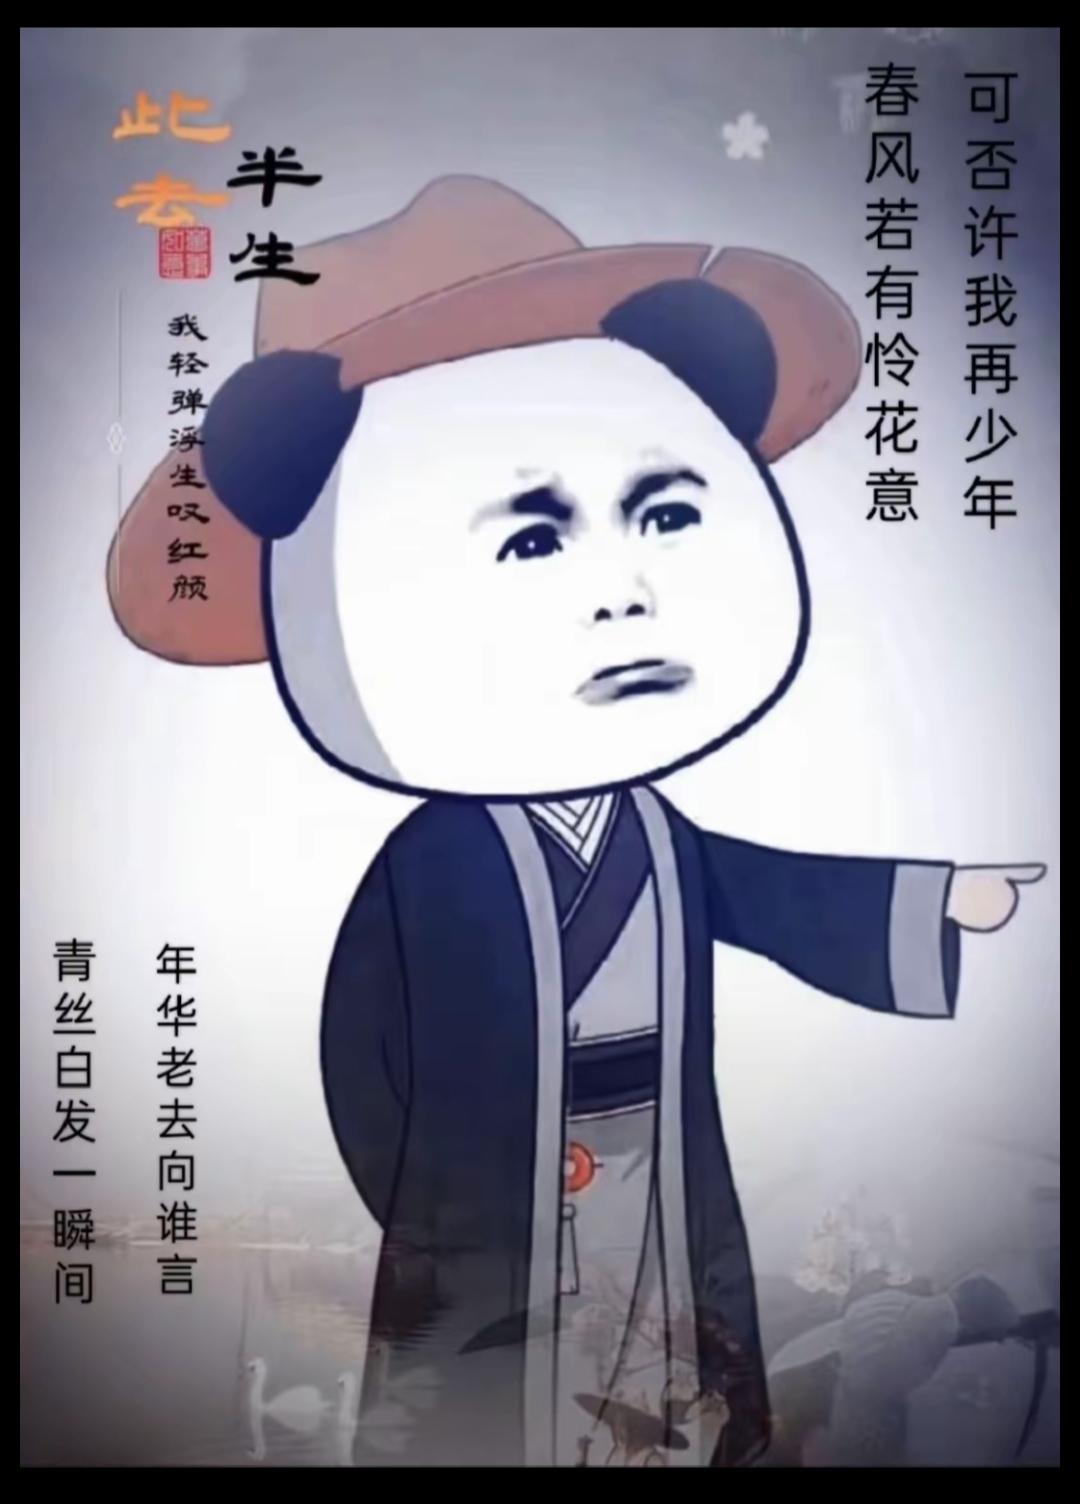 此去
半生
我轻弹浮生叹红颜
春风若有怜花意
可否许我再少年
青丝白发一瞬间
年华老去向谁言